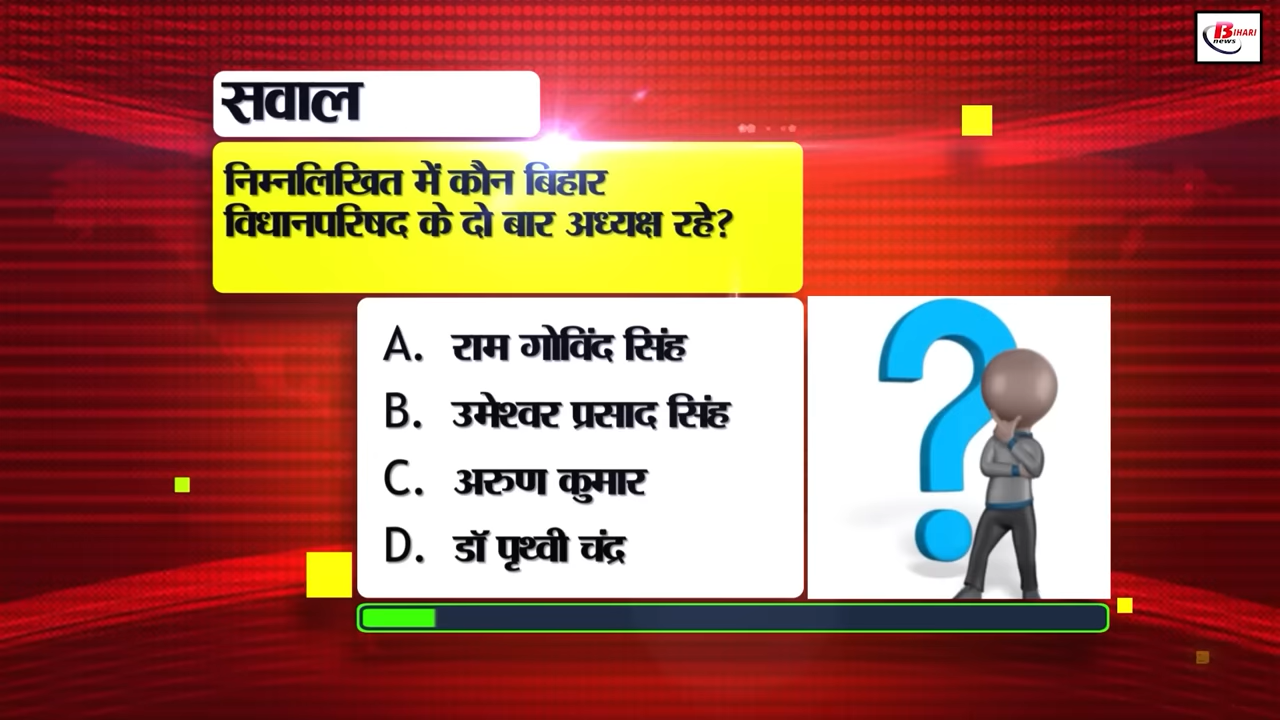 BIHARI
news
सवाल
निम्नलिखित में कौन बिहार
विधानपरिषद के दो बार अध्यक्ष रहे?
A. राम गोविंद सिंह
B. उमेश्वर प्रसाद सिंह
C. अरुण कुमार
D. डॉ पृथ्वी चंद्र